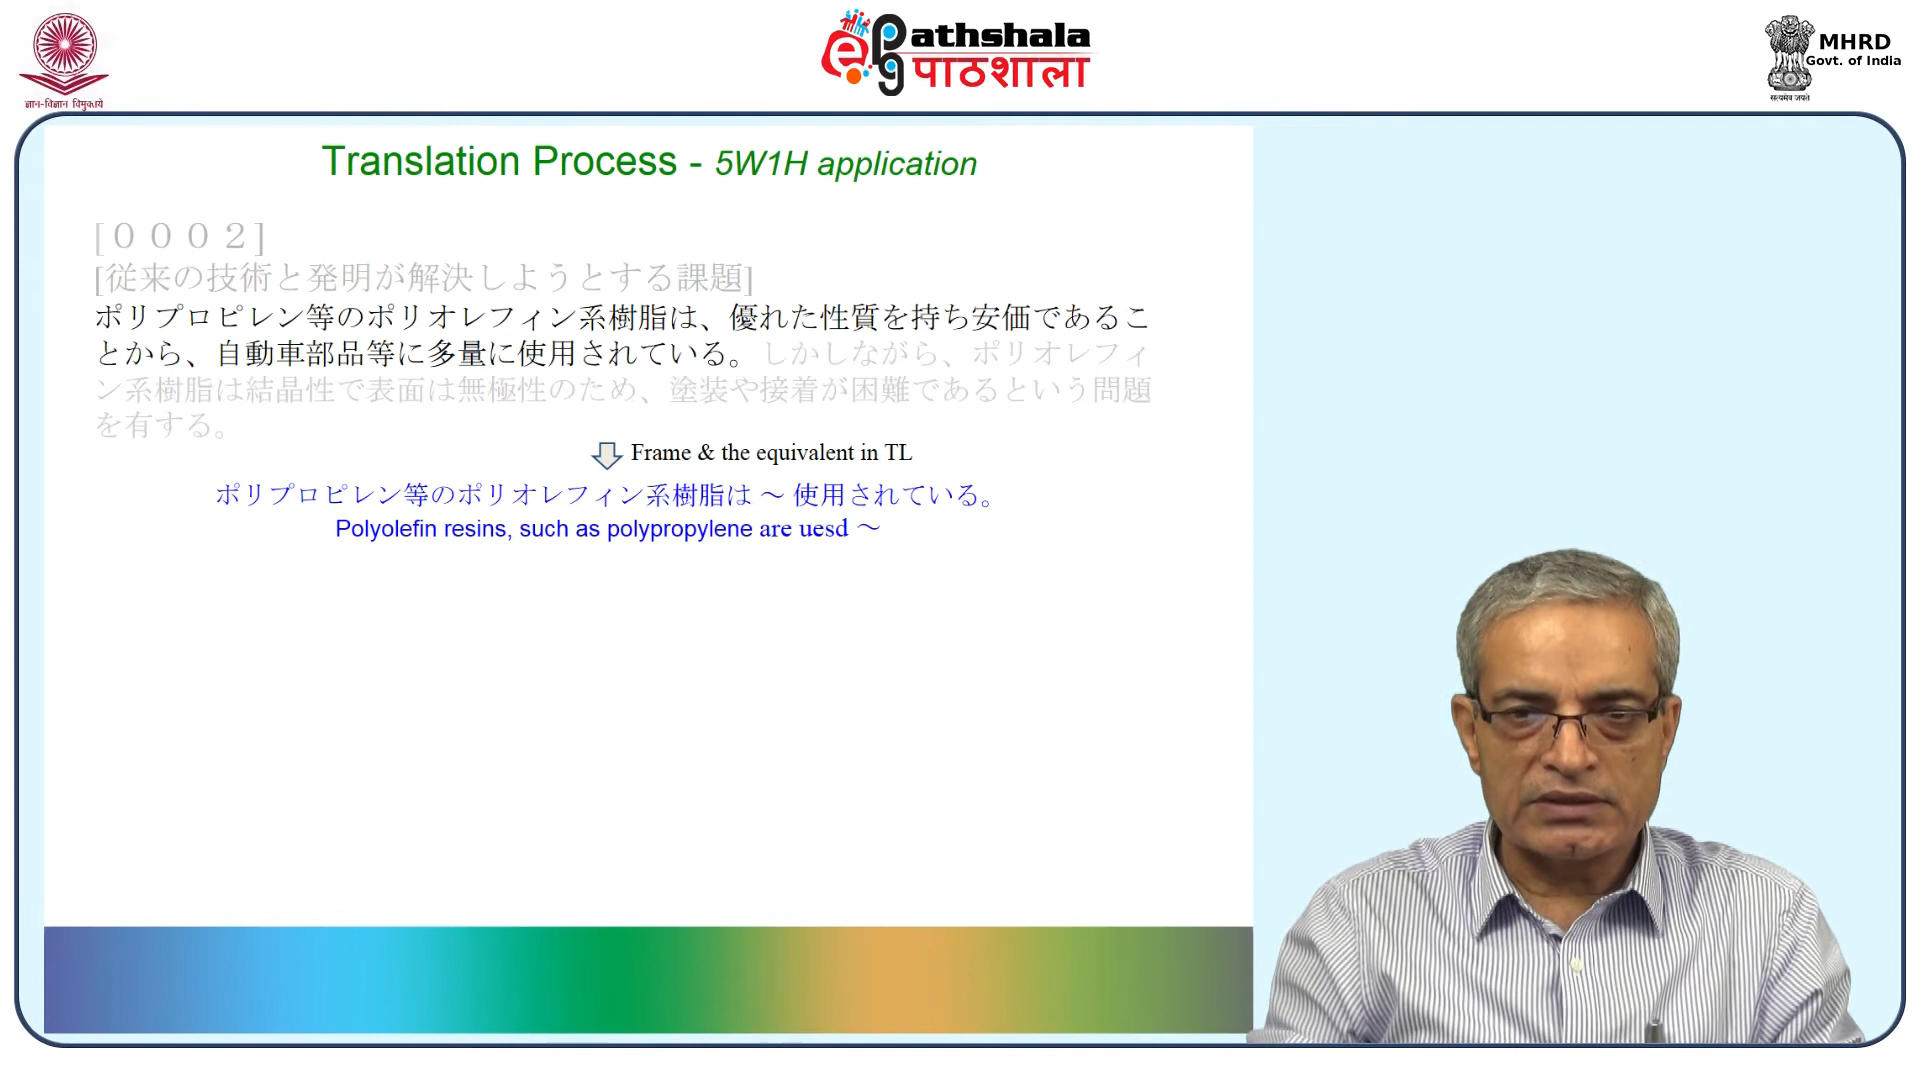 ज्ञान-विज्ञान विमुक्तये
ePathshala
पाठशाला
MHRD
Govt. of India
सत्यमेव जयते
Translation Process - 5W1H application
[０００２]
[従来の技術と発明が解決しようとする課題]
ポリプロピレン等のポリオレフィン系樹脂は、優れた性質を持ち安価であるこ
とから、自動車部品等に多量に使用されている。しかしながら、ポリオレフィ
ン系樹脂は結晶性で表面は無極性のため、塗装や接着が困難であるという問題
を有する。
Frame & the equivalent in TL
ポリプロピレン等のポリオレフィン系樹脂は ～ 使用されている。
Polyolefin resins, such as polypropylene are uesd ～